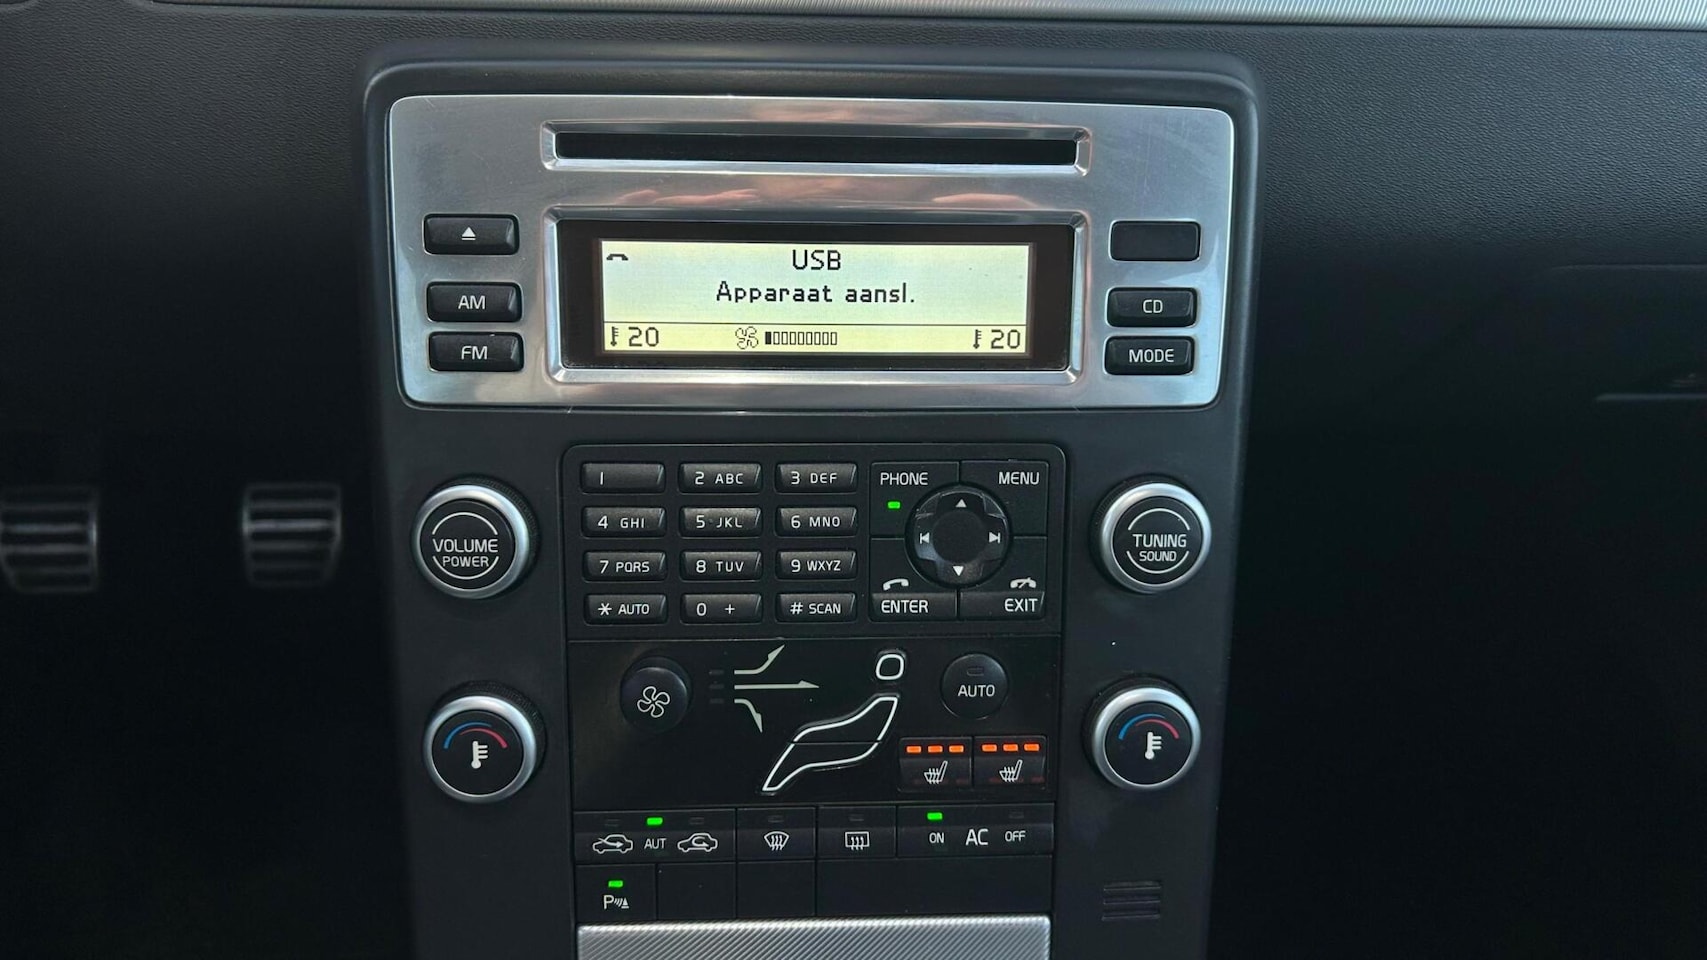 USB
Apparaat aansl.
20 20
AM
FM
CD
MODE
1 2 ABC 3 DEF
4 GHI 5 JKL 6 MNO
7 PQRS 8 TUV 9 WXYZ
* AUTO 0 + # SCAN
PHONE MENU
ENTER EXIT
VOLUME
POWER
TUNING
SOUND
AUTO
AUT
ON AC OFF
P